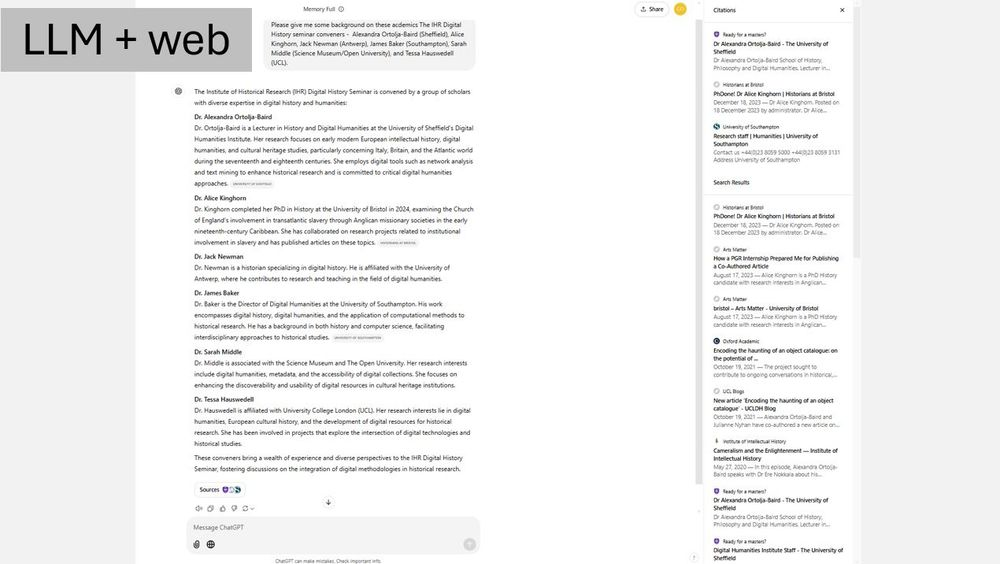 LLM + web
Memory Full
Share
Please give me some background on these acdemics The IHR Digital
History seminar conveners - Alexandra Ortolja-Baird (Sheffield), Alice
Kinghorn, Jack Newman (Antwerp), James Baker (Southampton), Sarah
Middle (Science Museum/Open University), and Tessa Hauswedell
(UCL).
The Institute of Historical Research (IHR) Digital History Seminar is convened by a group of scholars
with diverse expertise in digital history and humanities:
Dr. Alexandra Ortolja-Baird
Dr. Ortolja-Baird is a Lecturer in History and Digital Humanities at the University of Sheffield's Digital
Humanities Institute. Her research focuses on early modern European intellectual history, digital
humanities, and cultural heritage studies, particularly concerning Italy, Britain, and the Atlantic world
during the seventeenth and eighteenth centuries. She employs digital tools such as network analysis
and text mining to enhance historical research and is committed to critical digital humanities
approaches. UNIVERSITY OF SHEFFIELD
Dr. Alice Kinghorn
Dr. Kinghorn completed her PhD in History at the University of Bristol in 2024, examining the Church
of England's involvement in transatlantic slavery through Anglican missionary societies in the early
nineteenth-century Caribbean. She has collaborated on research projects related to institutional
involvement in slavery and has published articles on these topics. HISTORIANS AT BRISTOL
Dr. Jack Newman
Dr. Newman is a historian specializing in digital history. He is affiliated with the University of
Antwerp, where he contributes to research and teaching in the field of digital humanities.
Dr. James Baker
Dr. Baker is the Director of Digital Humanities at the University of Southampton. His work
encompasses digital history, digital humanities, and the application of computational methods to
historical research. He has a background in both history and computer science, facilitating
interdisciplinary approaches to historical studies. UNIVERSITY OF SOUTHAMPTON
Dr. Sarah Middle
Dr. Middle is associated with the Science Museum and The Open University. Her research interests
include digital humanities, metadata, and the accessibility of digital collections. She focuses on
enhancing the discoverability and usability of digital resources in cultural heritage institutions.
Dr. Tessa Hauswedell
Dr. Hauswedell is affiliated with University College London (UCL). Her research interests lie in digital
humanities, European cultural history, and the development of digital resources for historical
research. She has been involved in projects that explore the intersection of digital technologies and
historical studies.
These conveners bring a wealth of experience and diverse perspectives to the IHR Digital History
Seminar, fostering discussions on the integration of digital methodologies in historical research.
Sources
Message ChatGPT
ChatGPT can make mistakes. Check important info.
?
Citations
Ready for a masters?
Dr Alexandra Ortolja-Baird - The University of
Sheffield
Dr Alexandra Ortolja-Baird School of History,
Philosophy and Digital Humanities. Lecturer in...
Historians at Bristol
PhDone! Dr Alice Kinghorn | Historians at Bristol
December 18, 2023 — Dr Alice Kinghorn. Posted on
18 December 2023 by administrator. Dr Alice...
University of Southampton
Research staff | Humanities | University of
Southampton
Contact us +44(0)23 8059 5000 +44(0)23 8059 3131
Address University of Southampton
Search Results
Historians at Bristol
PhDone! Dr Alice Kinghorn | Historians at Bristol
December 18, 2023 — Dr Alice Kinghorn. Posted on
18 December 2023 by administrator. Dr Alice...
Arts Matter
How a PGR Internship Prepared Me for Publishing
a Co-Authored Article
August 17, 2023 — Alice Kinghorn is a PhD History
candidate with research interests in Anglican...
Arts Matter
bristol – Arts Matter - University of Bristol
August 17, 2023 — Alice Kinghorn is a PhD History
candidate with research interests in Anglican...
Oxford Academic
Encoding the haunting of an object catalogue: on
the potential of ...
October 19, 2021 — The project sought to
contribute to ongoing conversations in historical,...
UCL Blogs
New article 'Encoding the haunting of an object
catalogue' - UCLDH Blog
October 19, 2021 — Alexandra Ortolja-Baird and
Julianne Nyhan have co-authored a new article on...
Institute of Intellectual History
Cameralism and the Enlightenment — Institute of
Intellectual History
May 27, 2020 — In this episode, Alexandra Ortolja-
Baird speaks with Dr Ere Nokkala about his...
Ready for a masters?
Dr Alexandra Ortolja-Baird - The University of
Sheffield
Dr Alexandra Ortolja-Baird School of History,
Philosophy and Digital Humanities. Lecturer in...
Ready for a masters?
Digital Humanities Institute Staff - The University of
Sheffield